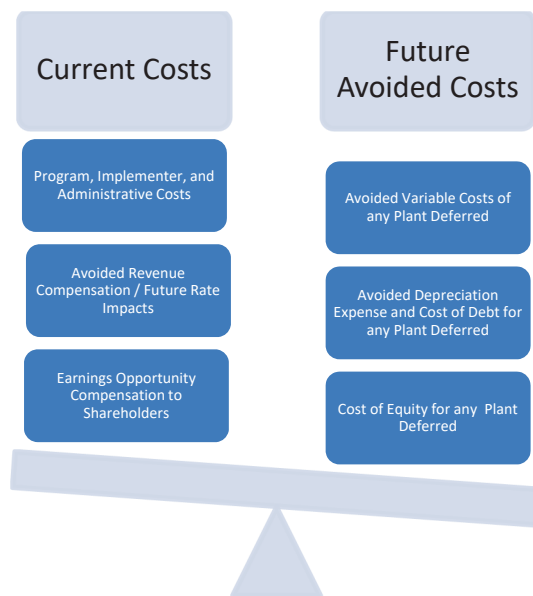 Current Costs
Program, Implementer, and
Administrative Costs
Avoided Revenue
Compensation / Future Rate
Impacts
Earnings Opportunity
Compensation to
Shareholders
Future
Avoided Costs
Avoided Variable Costs of
any Plant Deferred
Avoided Depreciation
Expense and Cost of Debt for
any Plant Deferred
Cost of Equity for any Plant
Deferred